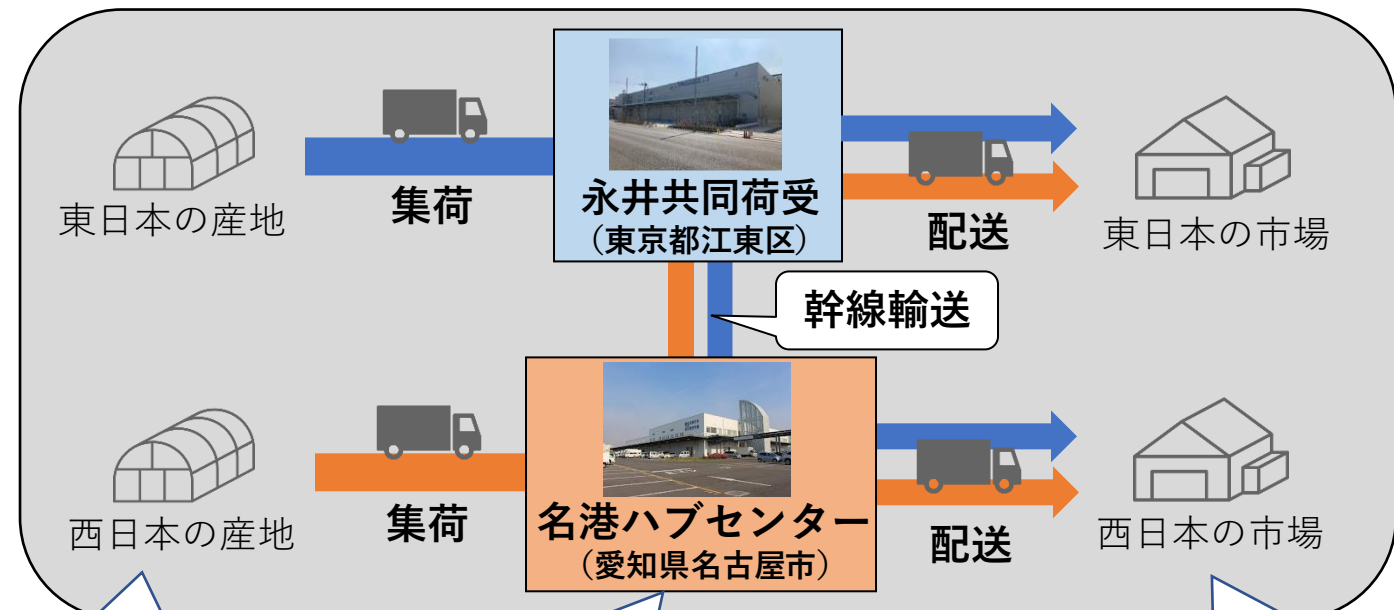 東日本の産地
集荷
永井共同荷受
（東京都江東区）
配送
東日本の市場
幹線輸送
西日本の産地
集荷
名港ハブセンター
（愛知県名古屋市）
配送
西日本の市場